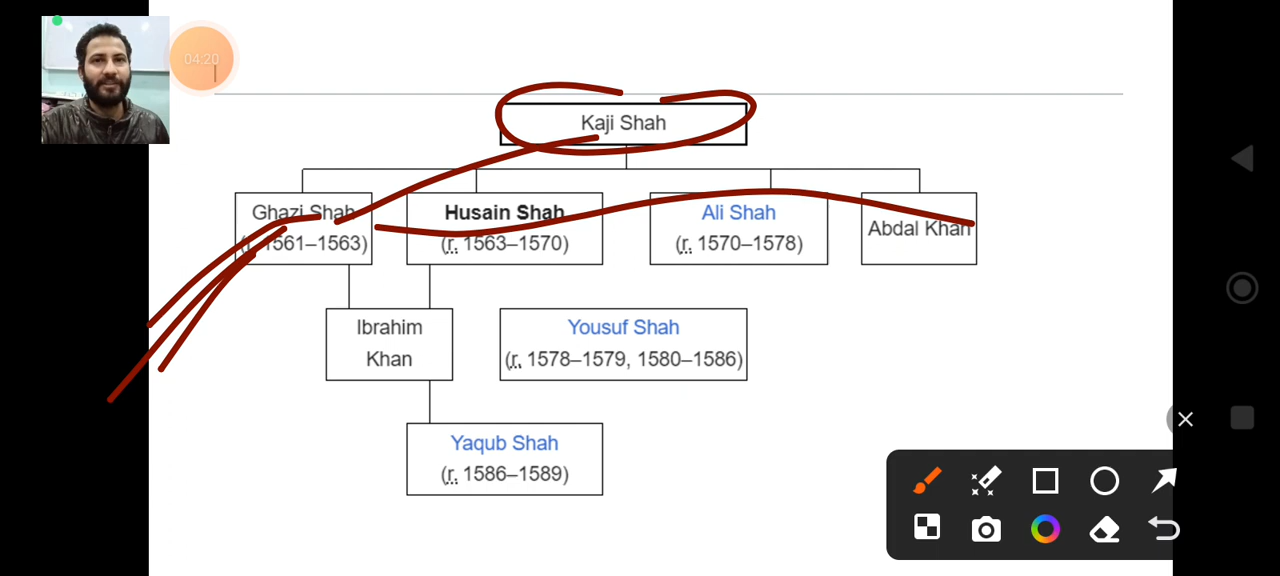 04:20
Kaji Shah
Ghazi Shah
(r. 1561–1563)
Husain Shah
(r. 1563–1570)
Ali Shah
(r. 1570–1578)
Abdal Khan
Ibrahim
Khan
Yousuf Shah
(r. 1578–1579, 1580–1586)
Yaqub Shah
(r. 1586–1589)